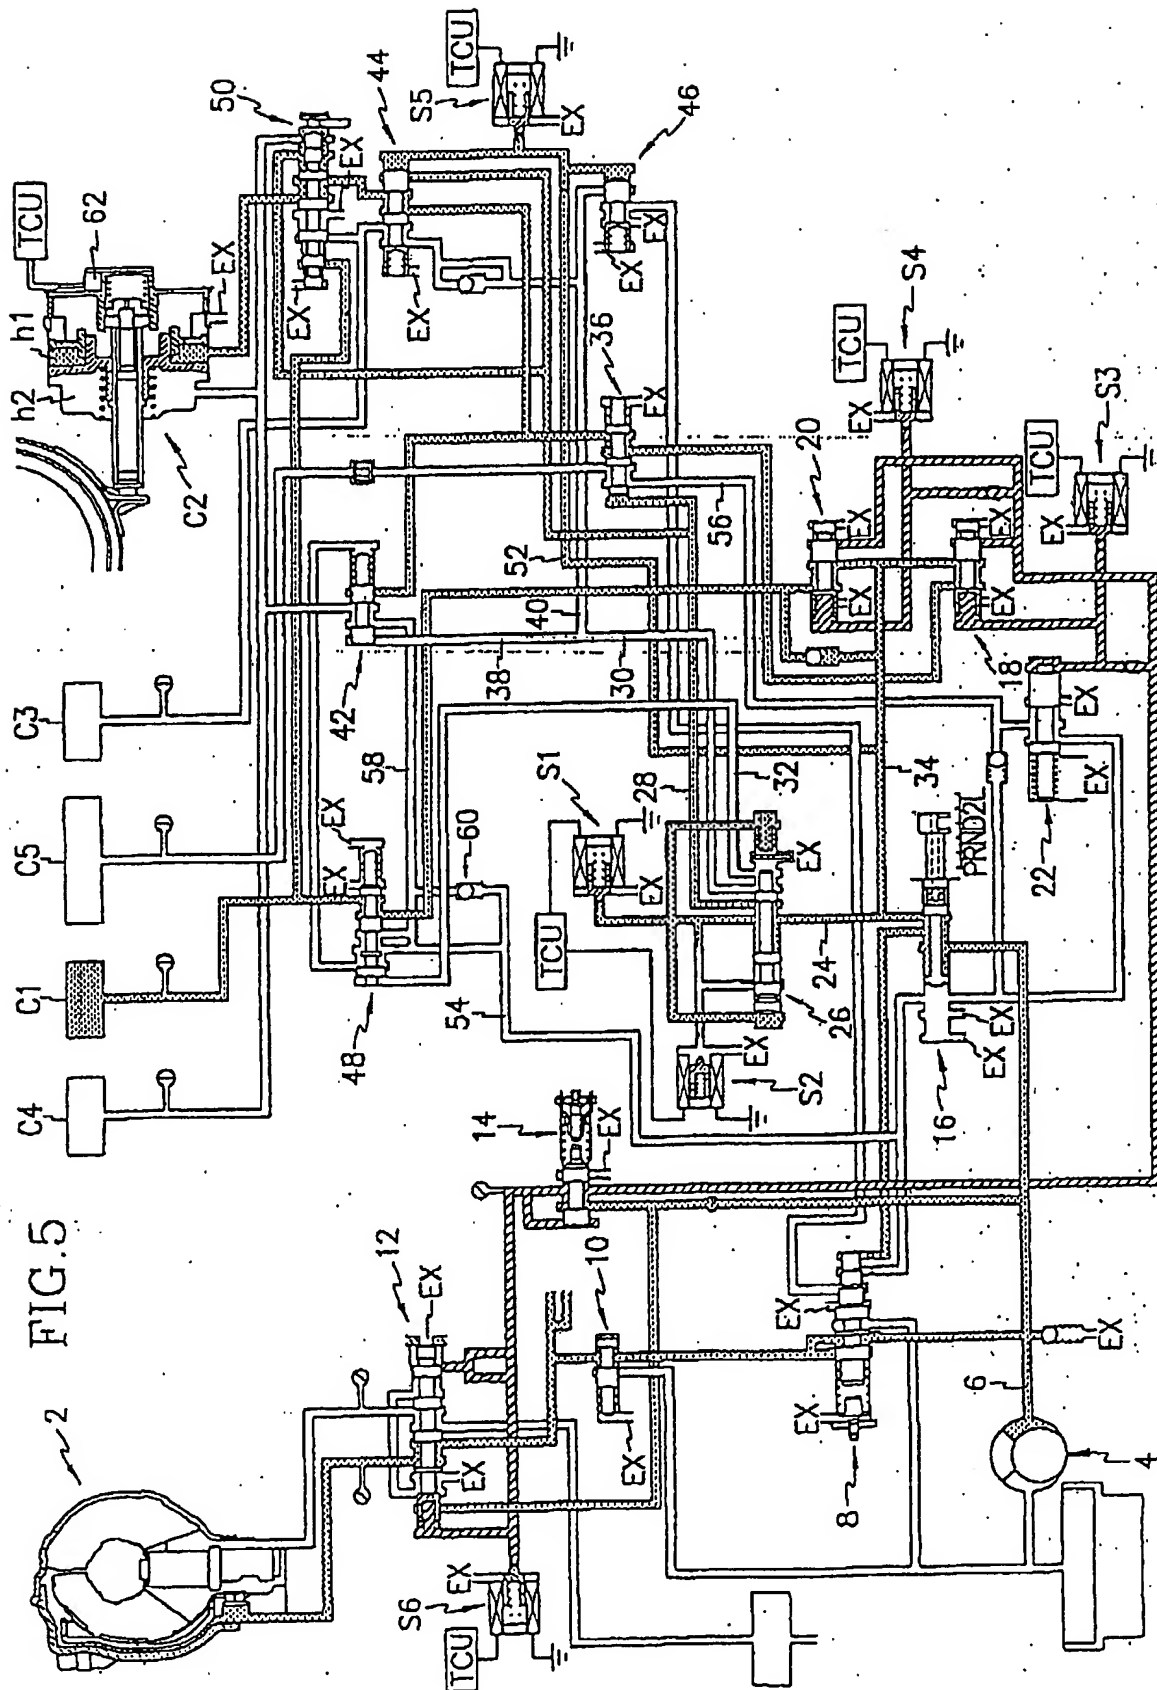 FIG.5
2
C4
C1
C5
C3
h2
h1
TCU
62
EX
C2
50
EX
EX
44
EX
TCU
S5
EX
46
EX
EX
36
EX
42
58
38
40
30
52
56
48
EX
EX
60
54
S1
TCU
EX
28
32
34
EX
24
26
S2
EX
20
EX
EX
TCU
S4
EX
18
EX
EX
TCU
S3
EX
22
EX
EX
PRND2L
16
EX
EX
14
EX
12
EX
EX
10
EX
S6
TCU
EX
8
EX
EX
6
4
EX